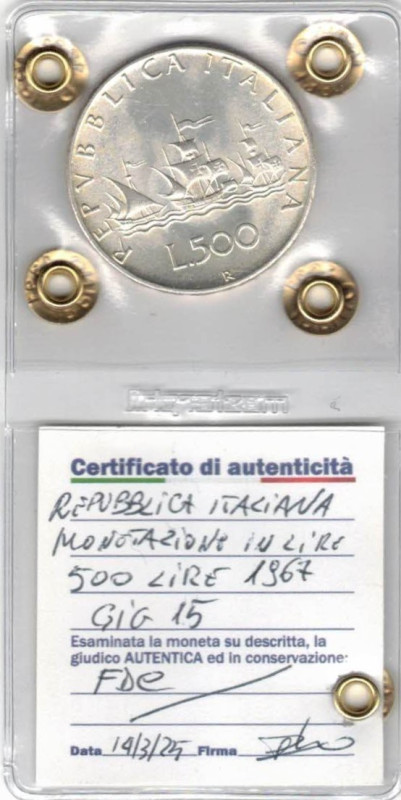 REPVBBLICA ITALIANA
L.500
R
Certificato di autenticità
REPUBBLICA ITALIANA
MONETAZIONE IN LIRE
500 LIRE 1967
GIG 15
Esaminata la moneta su descritta, la
giudico AUTENTICA ed in conservazione:
FDC
Data 14/3/25 Firma